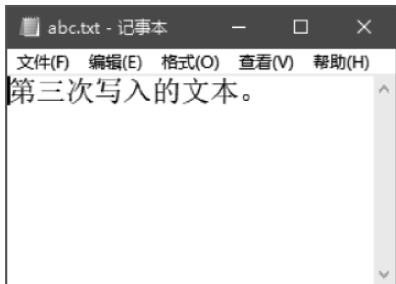 abc.txt - 记事本
文件(F) 编辑(E) 格式(O) 查看(V) 帮助(H)
第三次写入的文本。